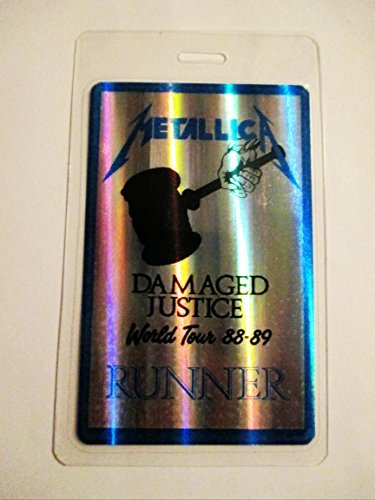 METALLICA
DAMAGED
JUSTICE
World Tour 88-89
RUNNER